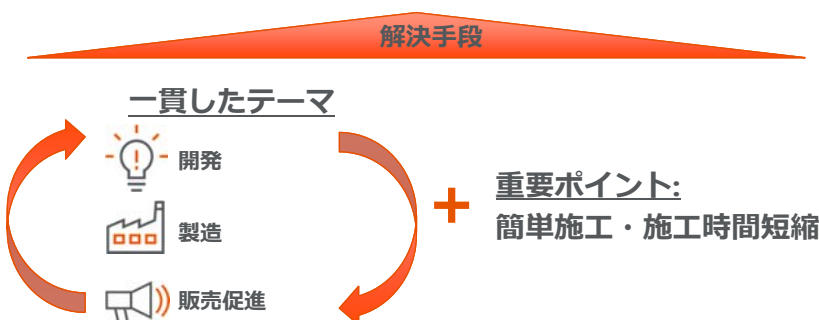 解決手段
一貫したテーマ
開発
製造
販売促進
重要ポイント:
簡単施工・施工時間短縮